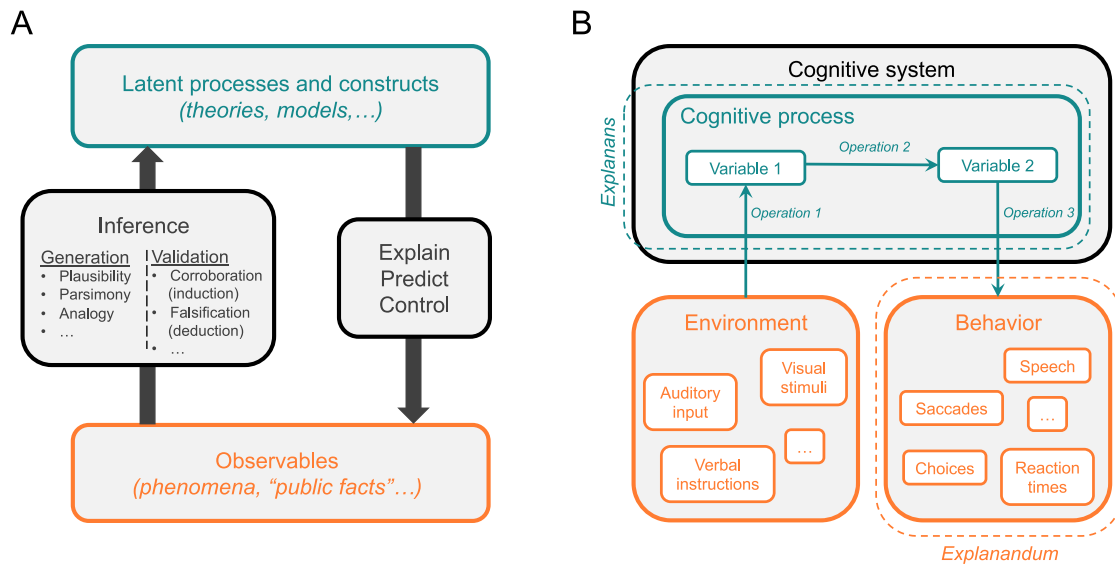 A
Latent processes and constructs
(theories, models,…)
Inference
Generation
• Plausibility
• Parsimony
• Analogy
• …
Validation
• Corroboration
(induction)
• Falsification
(deduction)
• …
Explain
Predict
Control
Observables
(phenomena, “public facts”…)
B
Cognitive system
Explanans
Cognitive process
Variable 1
Operation 2
Variable 2
Operation 1
Operation 3
Environment
Auditory
input
Visual
stimuli
Verbal
instructions
…
Behavior
Speech
Saccades
…
Choices
Reaction
times
Explanandum